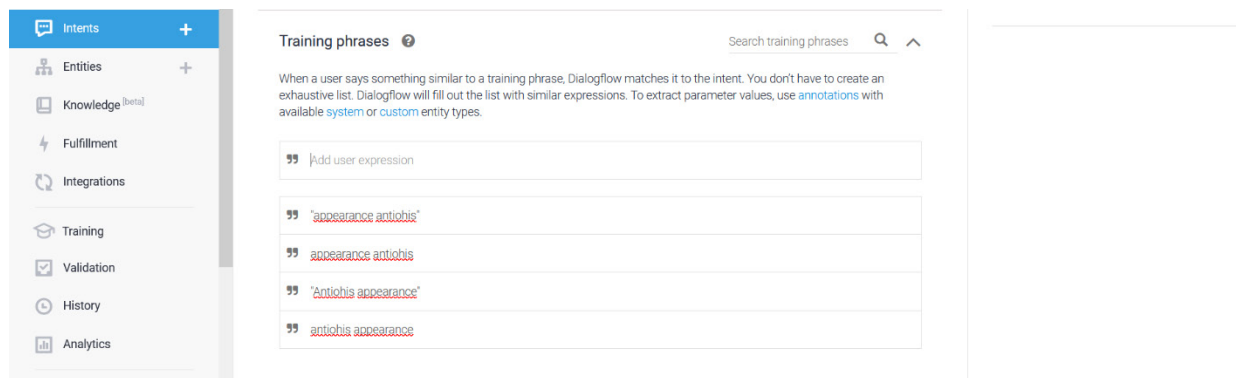 Intents
Entities
Knowledge [beta]
Fulfillment
Integrations
Training
Validation
History
Analytics
Training phrases
Search training phrases
When a user says something similar to a training phrase, Dialogflow matches it to the intent. You don't have to create an
exhaustive list. Dialogflow will fill out the list with similar expressions. To extract parameter values, use annotations with
available system or custom entity types.
Add user expression
"appearance antiohis"
appearance antiohis
"Antiohis appearance"
antiohis appearance